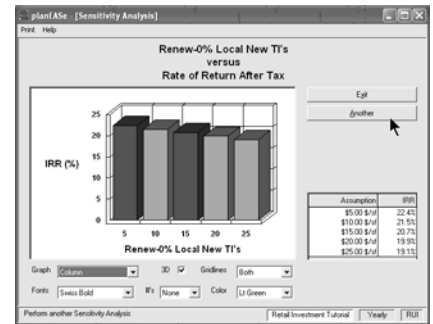 planEASe - [Sensitivity Analysis]
Print Help
Renew-0% Local New TI's
versus
Rate of Return After Tax
Exit
Another
25
20
15
10
5
0
IRR (%)
5 10 15 20 25
Renew-0% Local New TI's
Assumption IRR
$5.00 $/sf 22.4%
$10.00 $/sf 21.5%
$15.00 $/sf 20.7%
$20.00 $/sf 19.9%
$25.00 $/sf 19.1%
Graph Column 3D Gridlines Both
Fonts Swiss Bold #'s None Color Lt Green
Perform another Sensitivity Analysis Retail Investment Tutorial Yearly RUI